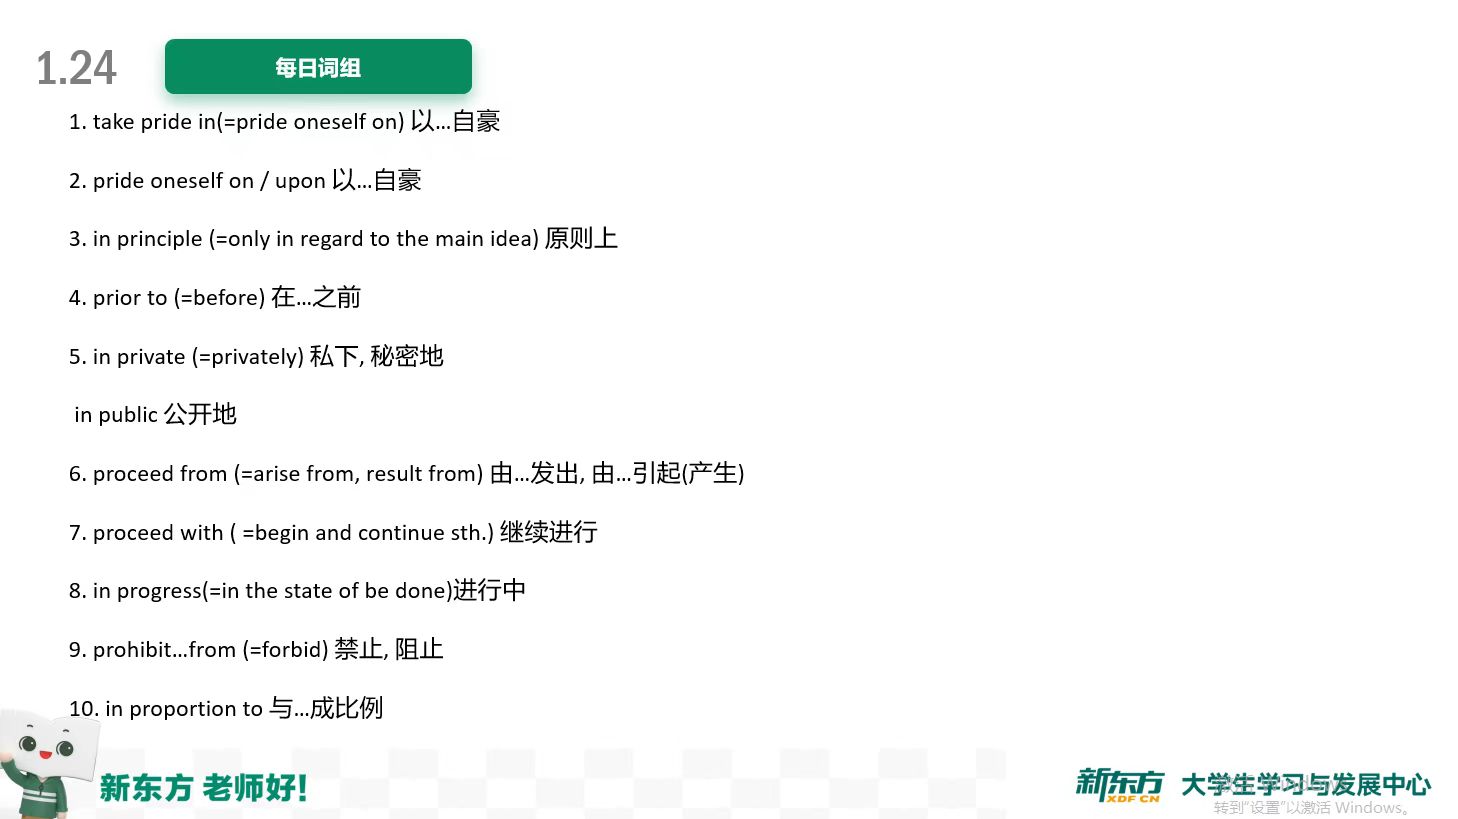 1.24
每日词组
1. take pride in(=pride oneself on) 以...自豪
2. pride oneself on / upon 以...自豪
3. in principle (=only in regard to the main idea) 原则上
4. prior to (=before) 在...之前
5. in private (=privately) 私下, 秘密地
in public 公开地
6. proceed from (=arise from, result from) 由...发出, 由...引起(产生)
7. proceed with ( =begin and continue sth.) 继续进行
8. in progress(=in the state of be done)进行中
9. prohibit...from (=forbid) 禁止, 阻止
10. in proportion to 与...成比例
新东方 老师好!
新东方 XDF.CN 大学生学习与发展中心
激活 Windows
转到"设置"以激活 Windows。